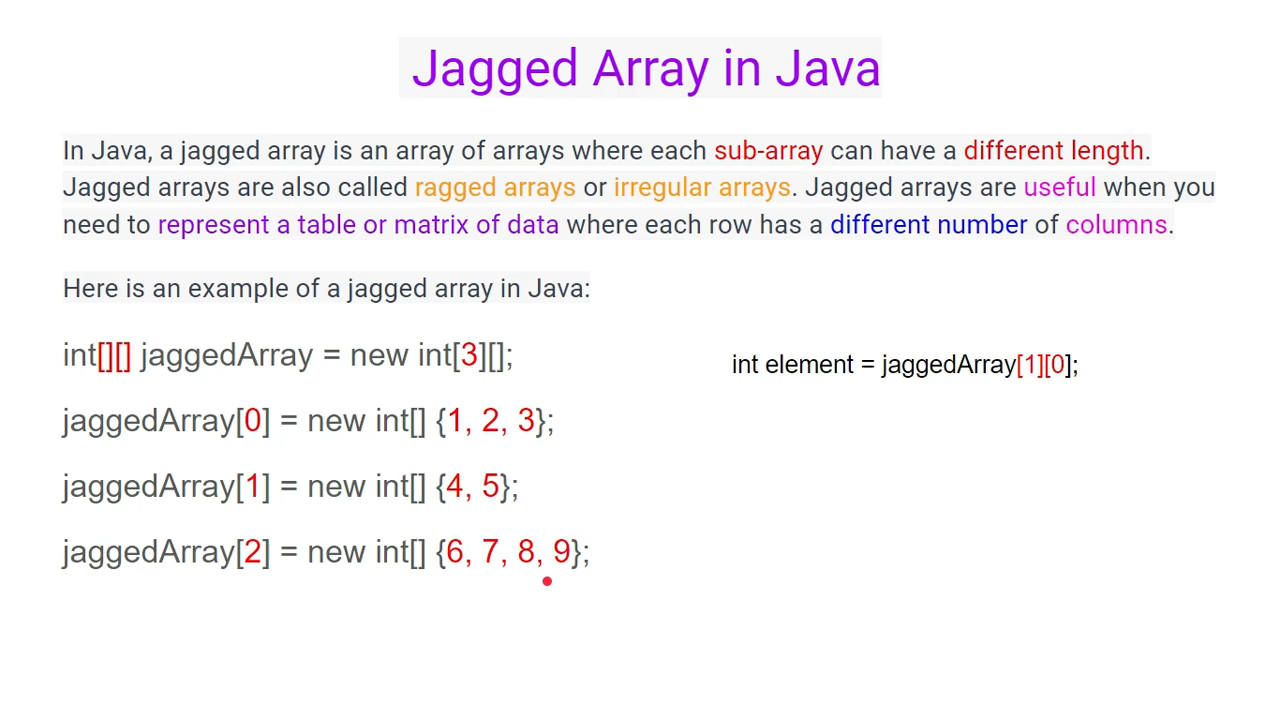 Jagged Array in Java
In Java, a jagged array is an array of arrays where each sub-array can have a different length.
Jagged arrays are also called ragged arrays or irregular arrays. Jagged arrays are useful when you
need to represent a table or matrix of data where each row has a different number of columns.
Here is an example of a jagged array in Java:
int[][] jaggedArray = new int[3][];
jaggedArray[0] = new int[] {1, 2, 3};
jaggedArray[1] = new int[] {4, 5};
jaggedArray[2] = new int[] {6, 7, 8, 9};
int element = jaggedArray[1][0];